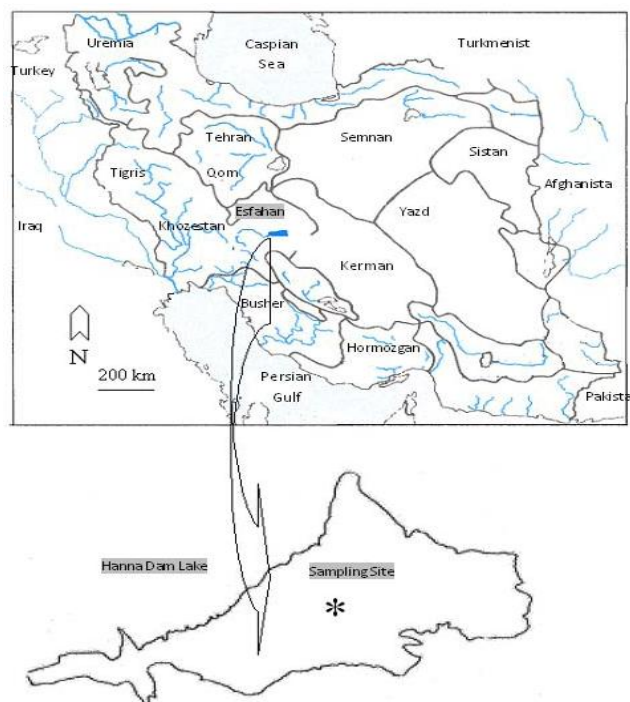 Uremia
Caspian
Sea
Turkmenist
Turkey
Tehran
Semnan
Sistan
Tigris
Qom
Afghanista
Esfahan
Yazd
Iraq
Khozestan
Kerman
Busher
N
Hormozgan
200 km
Persian
Gulf
Pakista
Hanna Dam Lake
Sampling Site
*